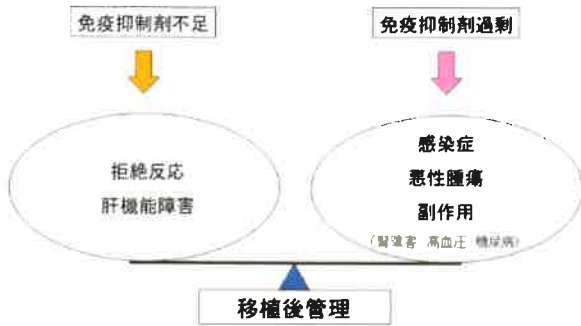 免疫抑制剤不足
免疫抑制剤過剰
拒絶反応
肝機能障害
感染症
悪性腫瘍
副作用
(腎障害 高血圧 糖尿病)
移植後管理